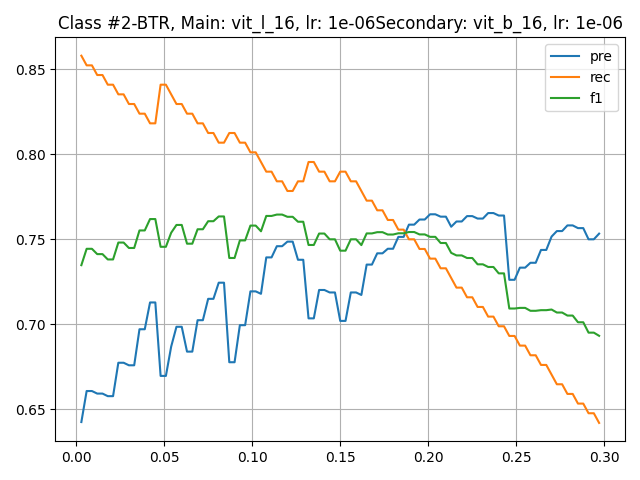 Class #2-BTR, Main: vit_l_16, lr: 1e-06Secondary: vit_b_16, lr: 1e-06
pre
rec
f1
0.85
0.80
0.75
0.70
0.65
0.00 0.05 0.10 0.15 0.20 0.25 0.30